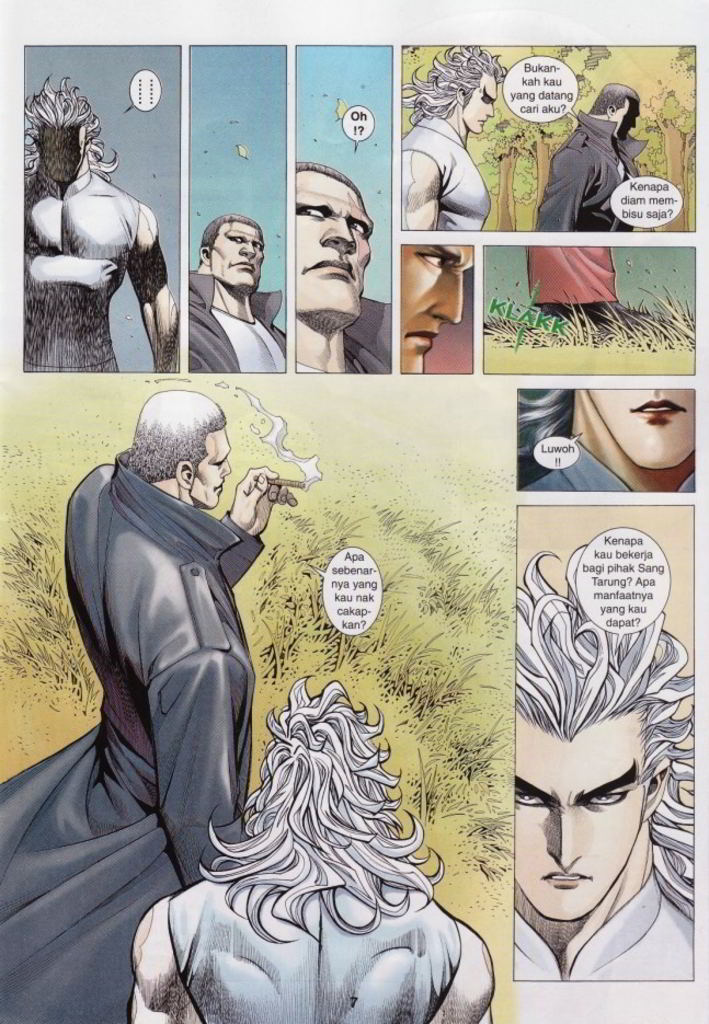 ......
Oh
!?
Bukan-
kah kau
yang datang
cari aku?
Kenapa
diam mem-
bisu saja?
KLAKK
Luwoh
!!
Apa
sebenar-
nya yang
kau nak
cakap-
kan?
Kenapa
kau bekerja
bagi pihak Sang
Tarung? Apa
manfaatnya
yang kau
dapat?
7